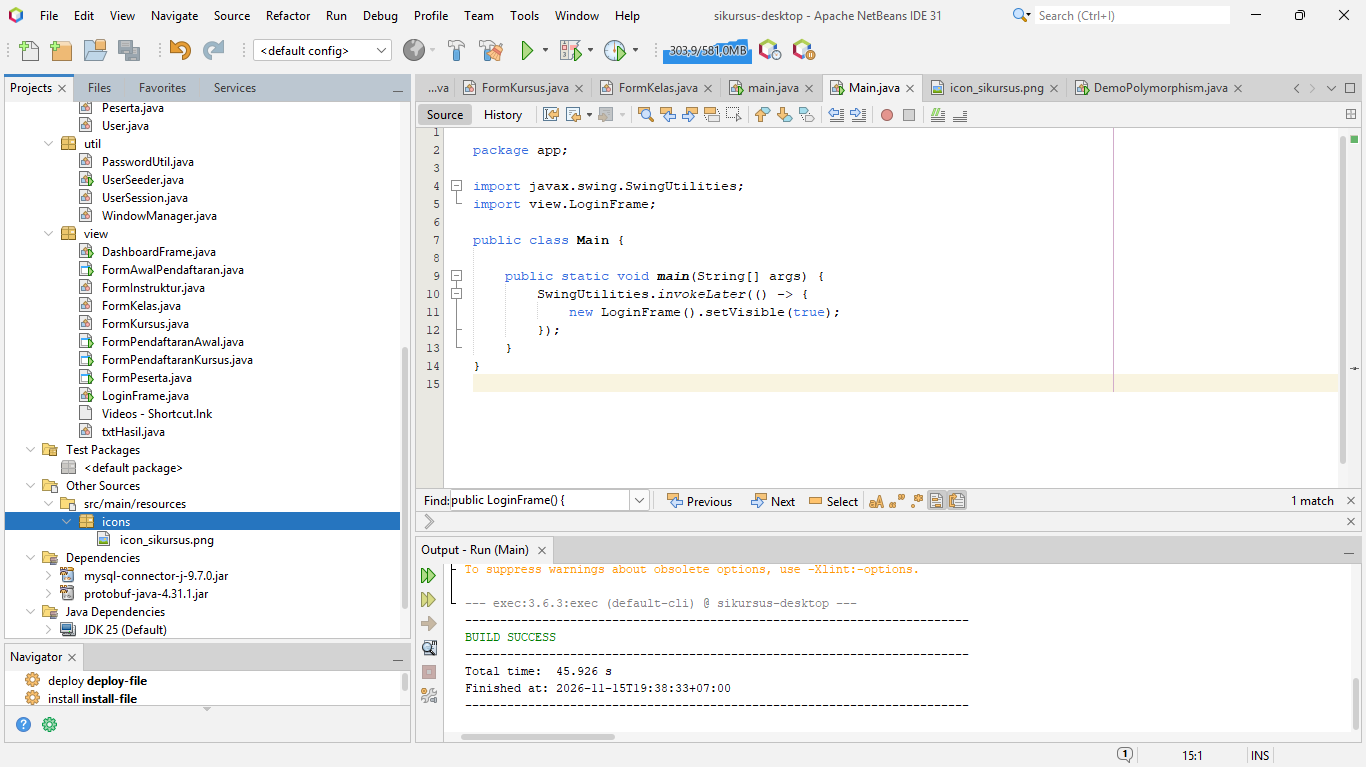 File Edit View Navigate Source Refactor Run Debug Profile Team Tools Window Help sikursus-desktop - Apache NetBeans IDE 31 Search (Ctrl+I)
<default config> 303,9/581,0MB
Projects Files Favorites Services
Peserta.java
User.java
util
PasswordUtil.java
UserSeeder.java
UserSession.java
WindowManager.java
view
DashboardFrame.java
FormAwalPendaftaran.java
FormInstruktur.java
FormKelas.java
FormKursus.java
FormPendaftaranAwal.java
FormPendaftaranKursus.java
FormPeserta.java
LoginFrame.java
Videos - Shortcut.lnk
txtHasil.java
Test Packages
<default package>
Other Sources
src/main/resources
icons
icon_sikursus.png
Dependencies
mysql-connector-j-9.7.0.jar
protobuf-java-4.31.1.jar
Java Dependencies
JDK 25 (Default)
Navigator
deploy deploy-file
install install-file
...va FormKursus.java FormKelas.java main.java Main.java icon_sikursus.png DemoPolymorphism.java
Source History
1
2 package app;
3
4 import javax.swing.SwingUtilities;
5 import view.LoginFrame;
6
7 public class Main {
8
9 public static void main(String[] args) {
10 SwingUtilities.invokeLater(() -> {
11 new LoginFrame().setVisible(true);
12 });
13 }
14 }
15
Find: public LoginFrame() { Previous Next Select aA 1 match
Output - Run (Main)
To suppress warnings about obsolete options, use -Xlint:-options.
--- exec:3.6.3:exec (default-cli) @ sikursus-desktop ---
------------------------------------------------------------------------
BUILD SUCCESS
------------------------------------------------------------------------
Total time:  45.926 s
Finished at: 2026-11-15T19:38:33+07:00
------------------------------------------------------------------------
1 15:1 INS